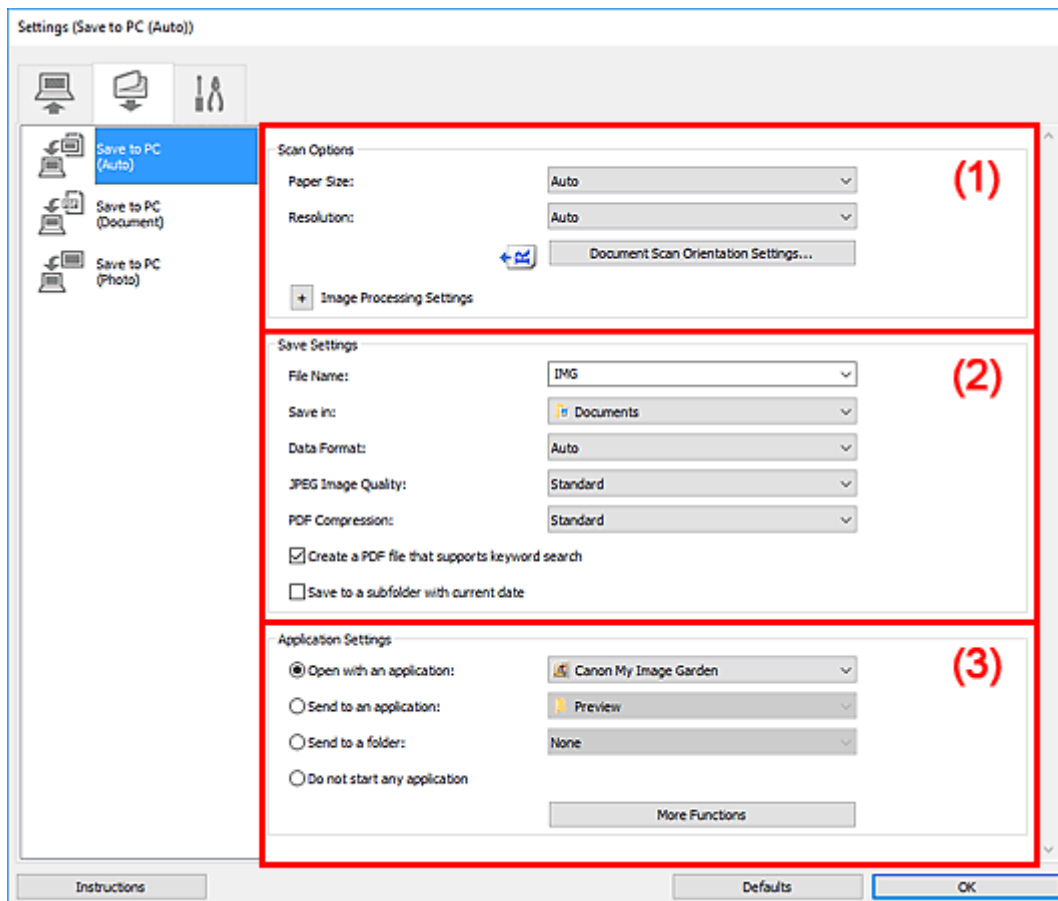 Settings (Save to PC (Auto))
Save to PC
(Auto)
Save to PC
(Document)
Save to PC
(Photo)
Scan Options
(1)
Paper Size: Auto
Resolution: Auto
Document Scan Orientation Settings...
+ Image Processing Settings
Save Settings
(2)
File Name: IMG
Save in: Documents
Data Format: Auto
JPEG Image Quality: Standard
PDF Compression: Standard
Create a PDF file that supports keyword search
Save to a subfolder with current date
Application Settings
(3)
Open with an application: Canon My Image Garden
Send to an application: Preview
Send to a folder: None
Do not start any application
More Functions
Instructions Defaults OK